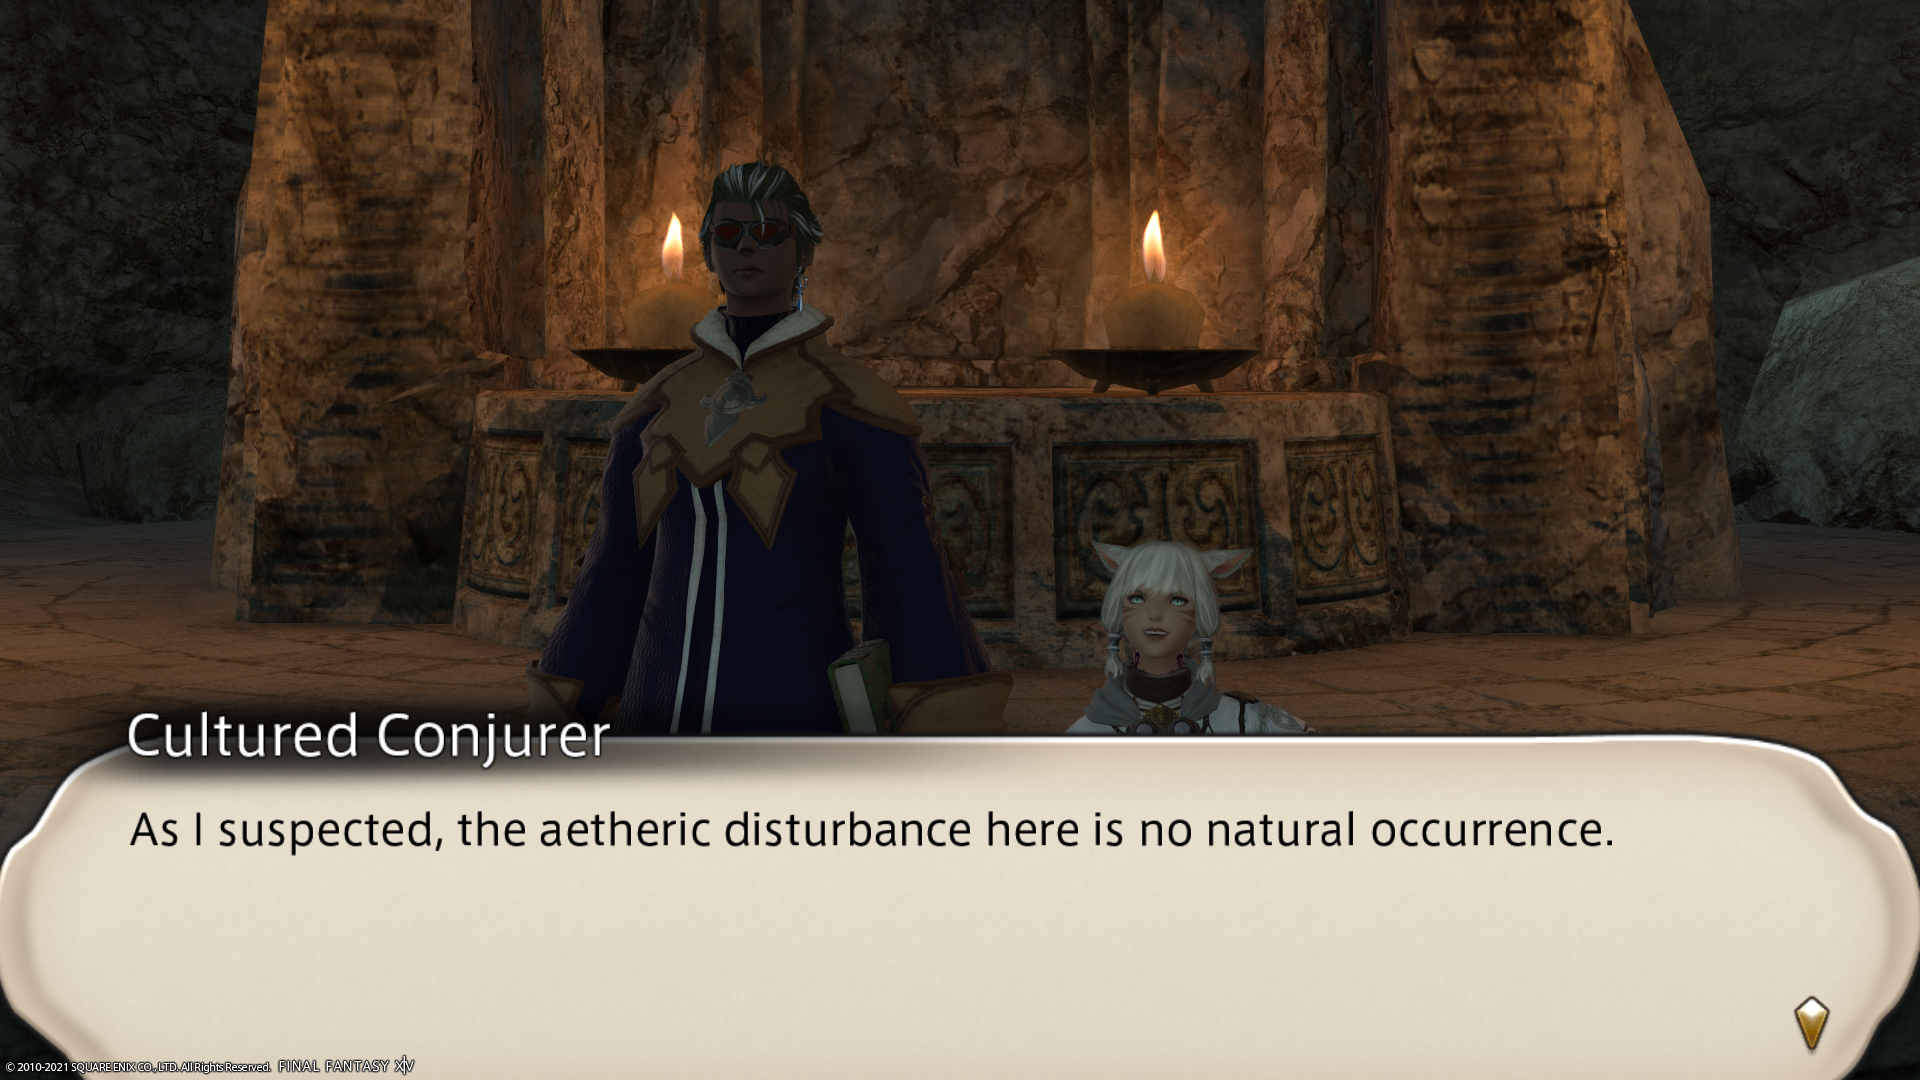 Cultured Conjurer
As I suspected, the aetheric disturbance here is no natural occurrence.
© 2010-2021 SQUARE ENIX CO., LTD. All Rights Reserved. FINAL FANTASY XIV